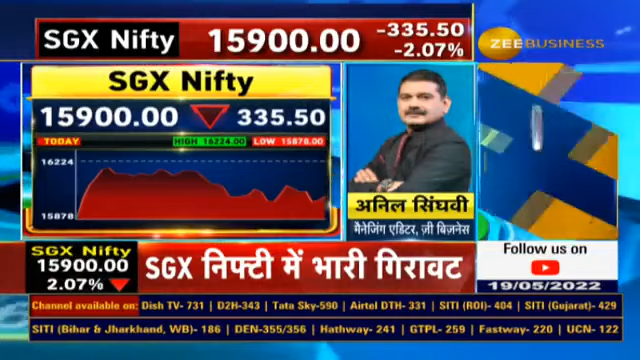 SGX Nifty 15900.00 -335.50
-2.07%
ZEE BUSINESS
SGX Nifty
15900.00 ▼ 335.50
TODAY HIGH 16224.00 LOW 15878.00
16224
15878
अनिल सिंघवी
मैनेजिंग एडिटर, ज़ी बिज़नेस
SGX Nifty
15900.00
2.07% ▼
SGX निफ्टी में भारी गिरावट
Follow us on
19/05/2022
Channel available on: Dish TV- 731 | D2H-343 | Tata Sky-590 | Airtel DTH- 331 | SITI (ROI)- 404 | SITI (Gujarat)- 429
SITI (Bihar & Jharkhand, WB)- 186 | DEN-355/356 | Hathway- 241 | GTPL- 259 | Fastway- 220 | UCN- 122